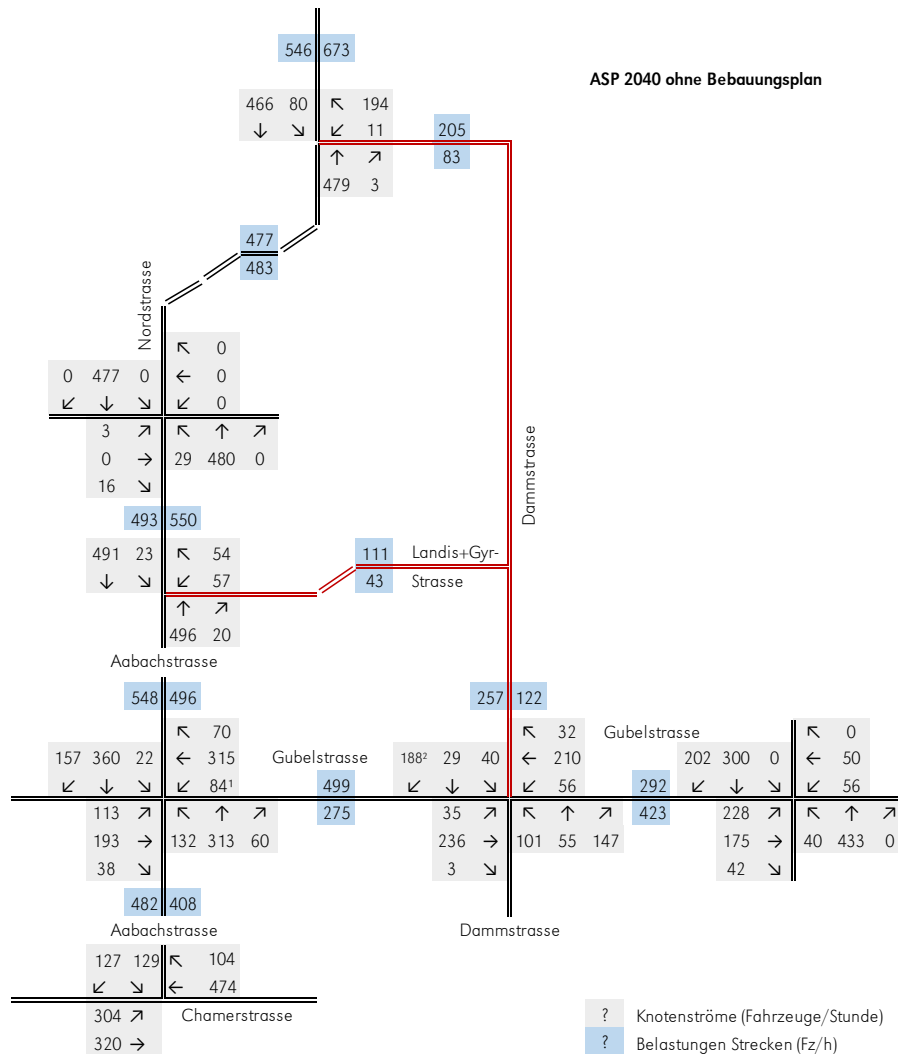 546 673
ASP 2040 ohne Bebauungsplan
466 80 ↖ 194
↓ ↘ ↙ 11
205
83
↑ ↗
479 3
477
483
Nordstrasse
↖ 0
0 477 0 ← 0
↙ ↓ ↘ ↙ 0
3 ↗ ↖ ↑ ↗
0 → 29 480 0
16 ↘
Dammstrasse
493 550
491 23 ↖ 54
↓ ↘ ↙ 57
111 Landis+Gyr-
43 Strasse
↑ ↗
496 20
Aabachstrasse
548 496
257 122
↖ 70
157 360 22 ← 315
↙ ↓ ↘ ↙ 84¹
Gubelstrasse
499
275
↖ 32
188² 29 40 ← 210
↙ ↓ ↘ ↙ 56
Gubelstrasse
292
423
↖ 0
202 300 0 ← 50
↙ ↓ ↘ ↙ 56
113 ↗ ↖ ↑ ↗
193 → 132 313 60
38 ↘
35 ↗ ↖ ↑ ↗
236 → 101 55 147
3 ↘
228 ↗ ↖ ↑ ↗
175 → 40 433 0
42 ↘
482 408
Aabachstrasse
Dammstrasse
127 129 ↖ 104
↙ ↘ ← 474
304 ↗ Chamerstrasse
320 →
? Knotenströme (Fahrzeuge/Stunde)
? Belastungen Strecken (Fz/h)